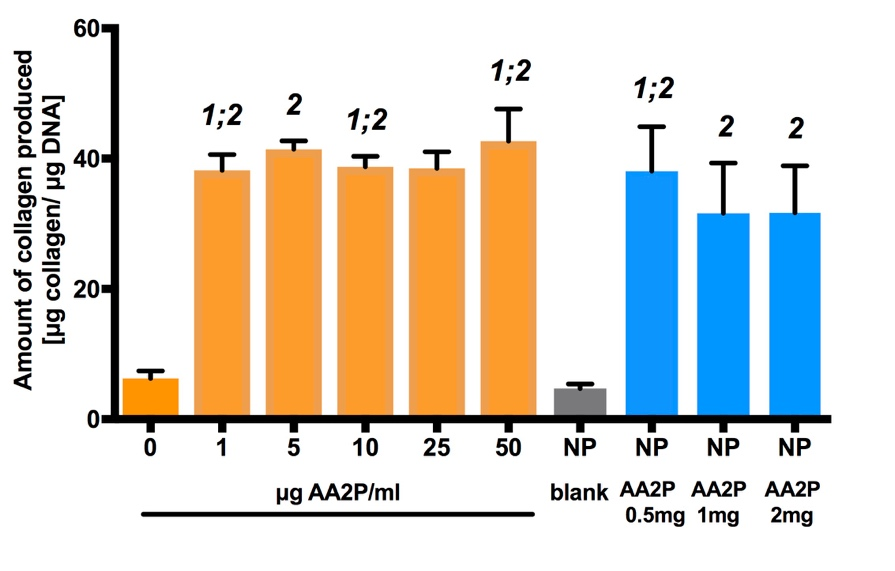 Amount of collagen produced
[µg collagen/ µg DNA]
60
40
20
0
1;2
2
1;2
1;2
1;2
2
2
0 1 5 10 25 50 NP NP NP NP
µg AA2P/ml
blank AA2P AA2P AA2P
0.5mg 1mg 2mg